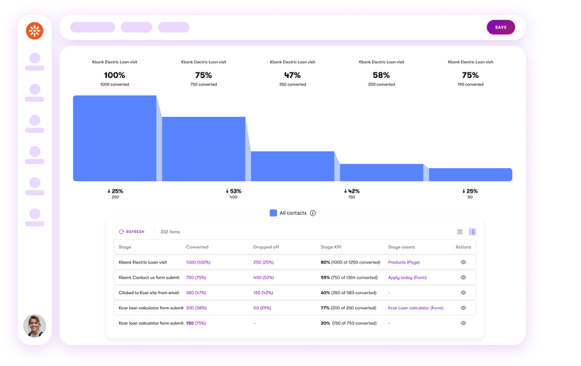 SAVE
Kbank Electric Loan visit
Kbank Electric Loan visit
Kbank Electric Loan visit
Kbank Electric Loan visit
Kbank Electric Loan visit
100%
75%
47%
58%
75%
1000 converted
750 converted
350 converted
200 converted
150 converted
↓ 25%
↓ 53%
↓ 42%
↓ 25%
250
400
150
50
All contacts
REFRESH
232 items
Stage Converted Dropped off Stage KPI Stage assets Actions
Kbank Electric Loan visit 1000 (100%) 250 (25%) 80% (1000 of 1250 converted) Products (Page)
Kbank Contact us form submit 750 (75%) 400 (53%) 55% (750 of 1364 converted) Apply today (Form)
Clicked to Kcar site from email 350 (47%) 150 (42%) 60% (350 of 583 converted) -
Kcar loan calculator form submit 200 (58%) 50 (25%) 77% (200 of 260 converted) Kcar Loan calculator (Form)
Kcar loan calculator form submit 150 (75%) - 20% (150 of 750 converted) -